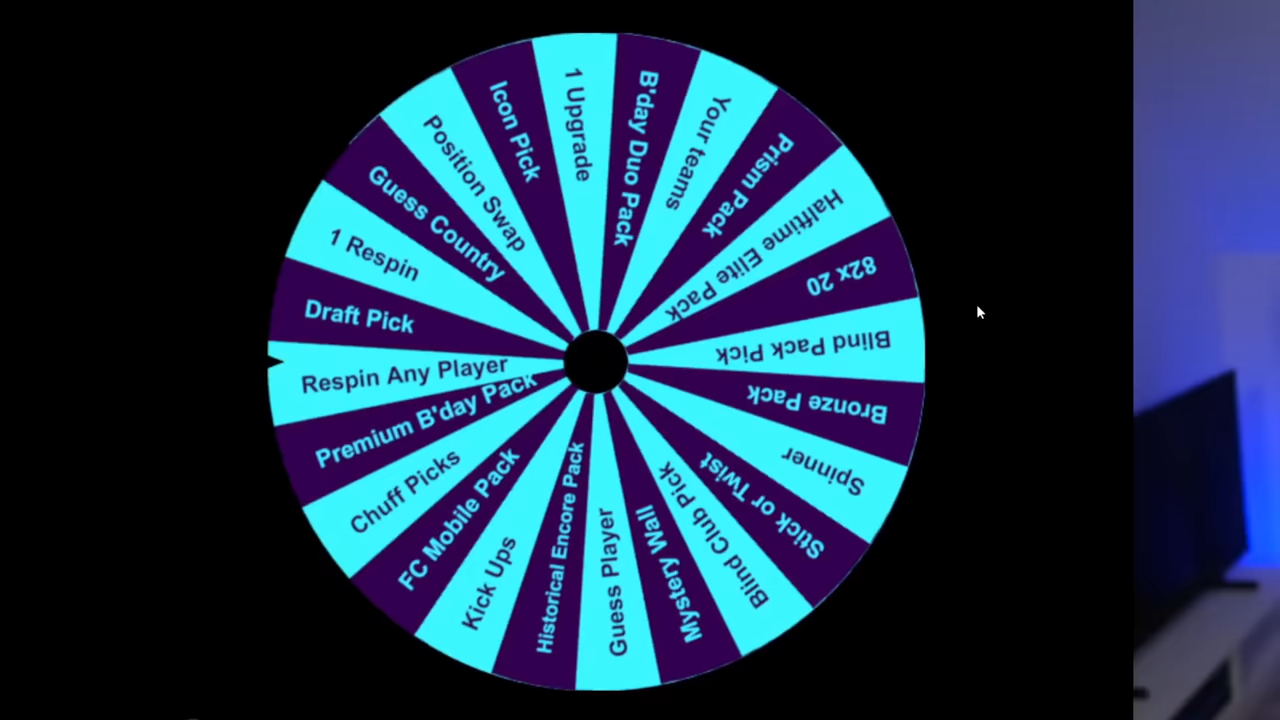 1 Upgrade
B'day Duo Pack
Your teams
Prism Pack
Halftime Elite Pack
82x 20
Blind Pack Pick
Bronze Pack
Spinner
Stick or Twist
Blind Club Pick
Mystery Wall
Guess Player
Historical Encore Pack
Kick Ups
FC Mobile Pack
Chuff Picks
Premium B'day Pack
Respin Any Player
Draft Pick
1 Respin
Guess Country
Position Swap
Icon Pick